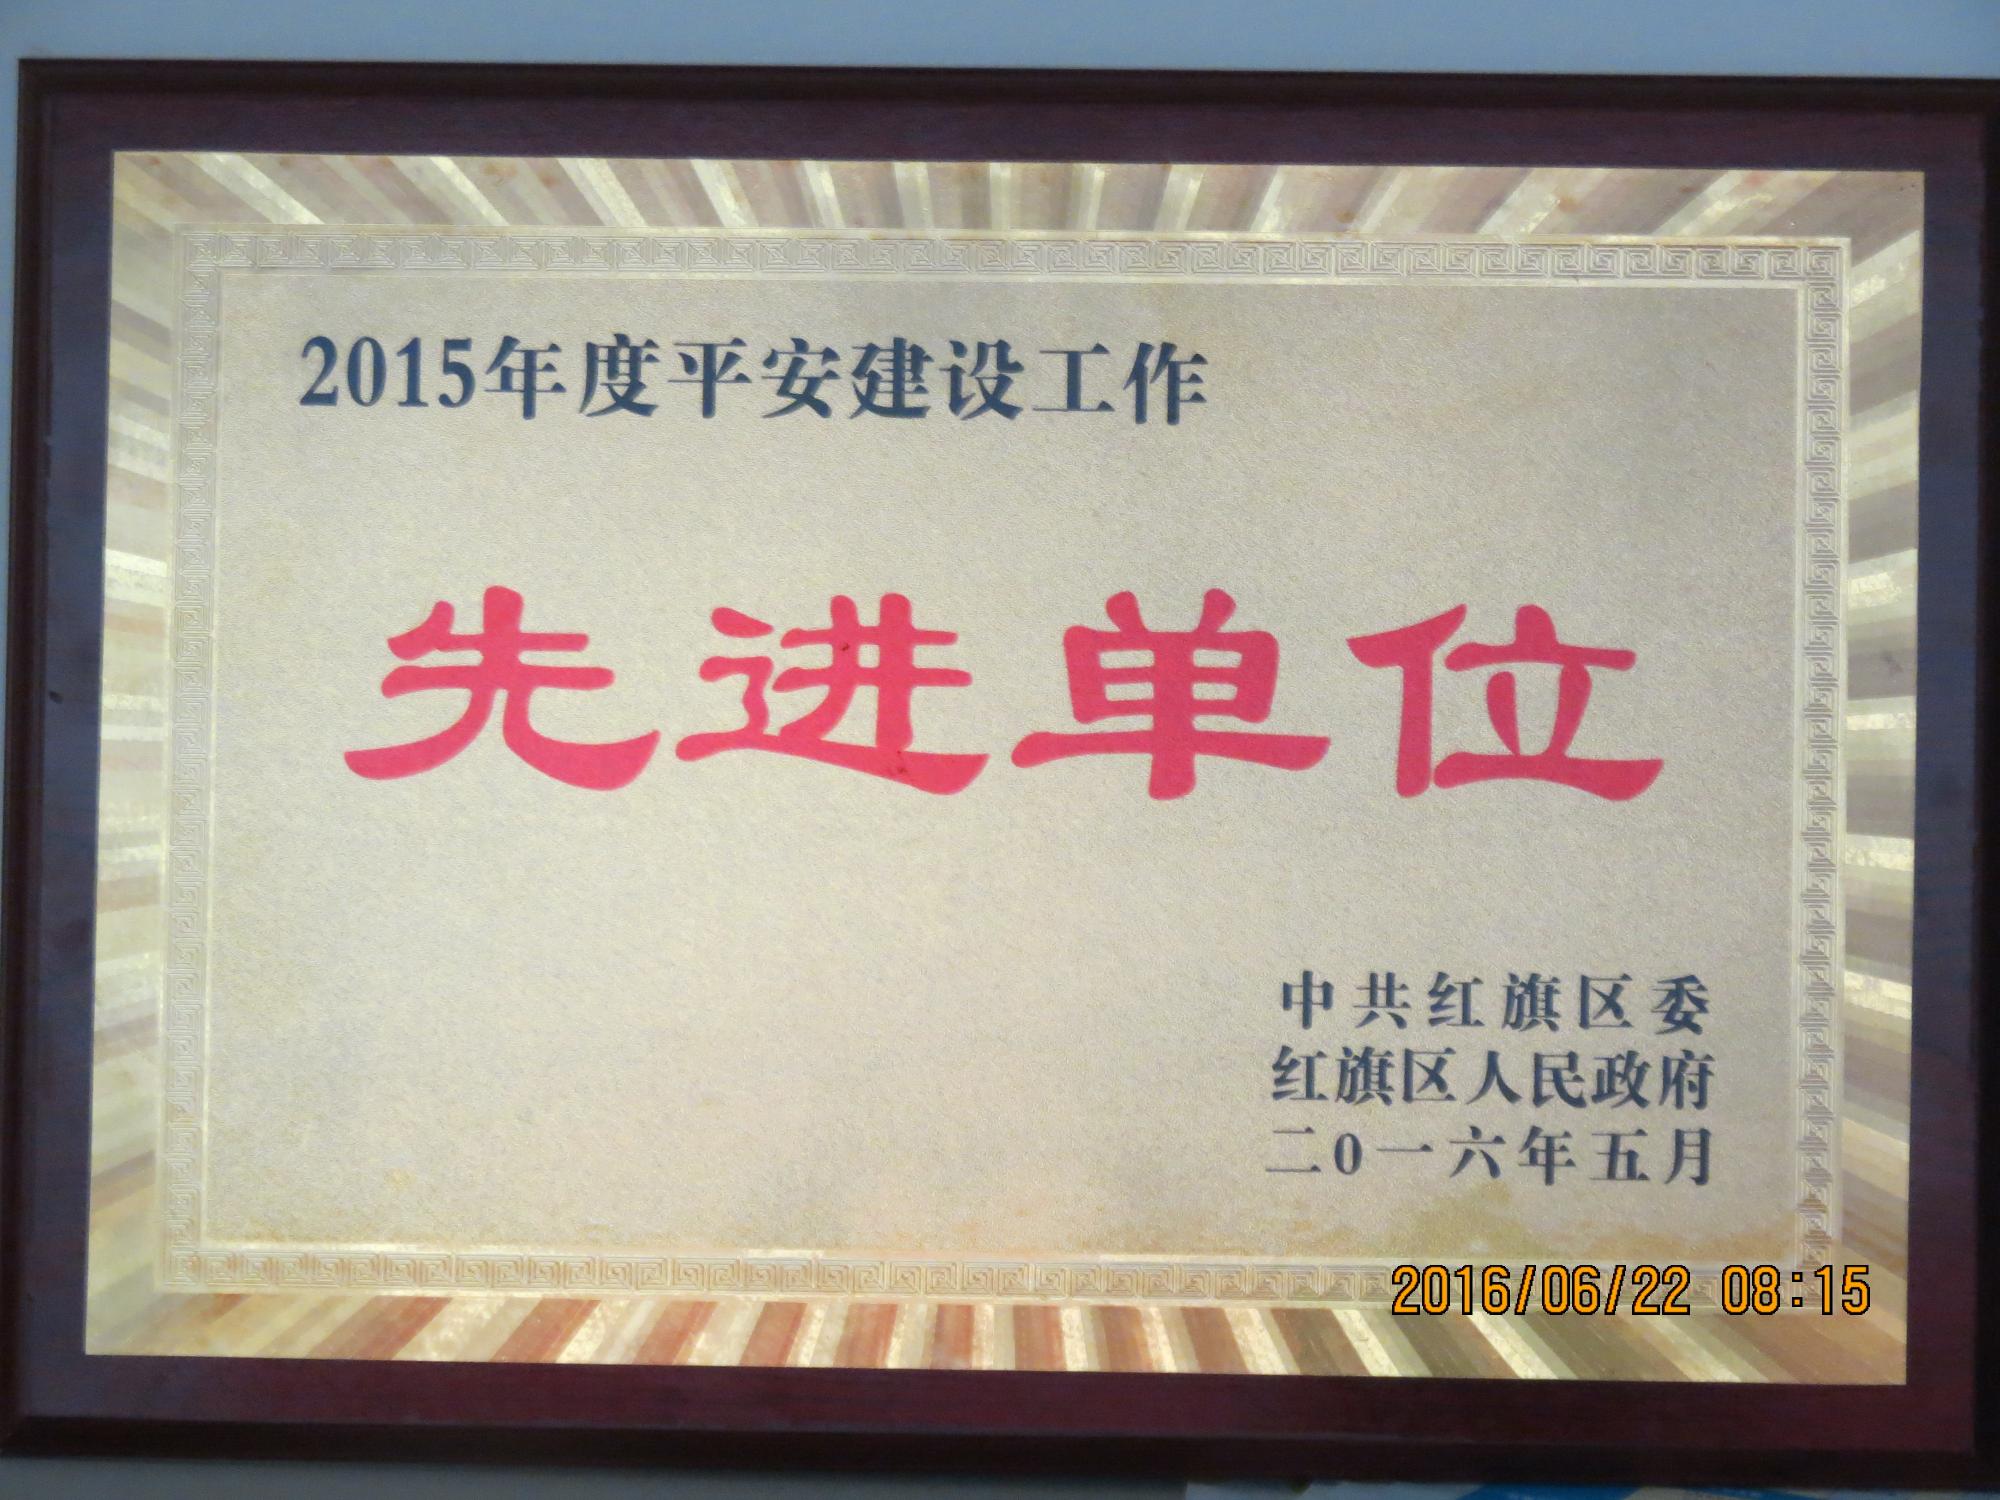 2015年度平安建设工作
先进单位
中共红旗区委
红旗区人民政府
二0一六年五月
2016/06/22 08:15